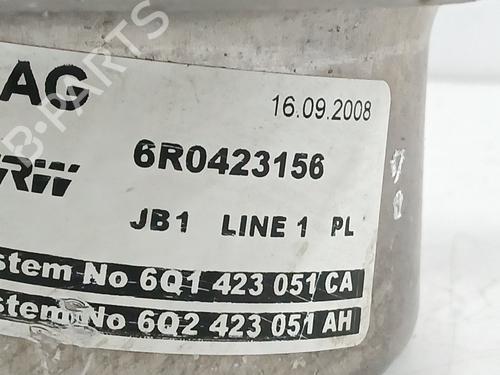 AG
16.09.2008
TRW
6R0423156
JB1 LINE 1 PL
stem No 6Q1 423 051 CA
stem No 6Q2 423 051 AH
B-PARTS